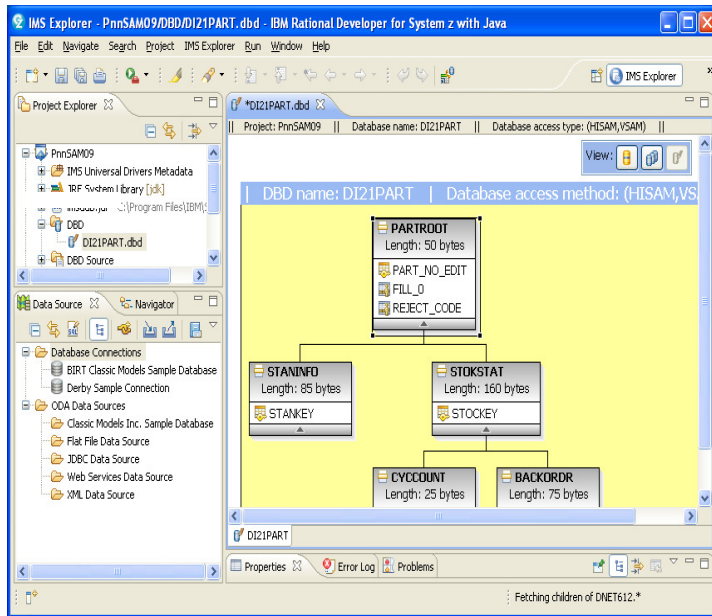 IMS Explorer - PnnSAM09/DBD/DI21PART.dbd - IBM Rational Developer for System z with Java
File Edit Navigate Search Project IMS Explorer Run Window Help
IMS Explorer
Project Explorer
PnnSAM09
IMS Universal Drivers Metadata
JRE System Library [jdk]
imsudb.jar C:\Program Files\IBM\S
DBD
DI21PART.dbd
DBD Source
Data Source Navigator
Database Connections
BIRT Classic Models Sample Database
Derby Sample Connection
ODA Data Sources
Classic Models Inc. Sample Database
Flat File Data Source
JDBC Data Source
Web Services Data Source
XML Data Source
*DI21PART.dbd
|| Project: PnnSAM09 || Database name: DI21PART || Database access type: (HISAM,VSAM) ||
View:
| DBD name: DI21PART | Database access method: (HISAM,VS
PARTROOT
Length: 50 bytes
PART_NO_EDIT
FILL_0
REJECT_CODE
STANINFO
Length: 85 bytes
STANKEY
STOKSTAT
Length: 160 bytes
STOCKEY
CYCCOUNT
Length: 25 bytes
BACKORDR
Length: 75 bytes
DI21PART
Properties Error Log Problems
Fetching children of DNET612.*